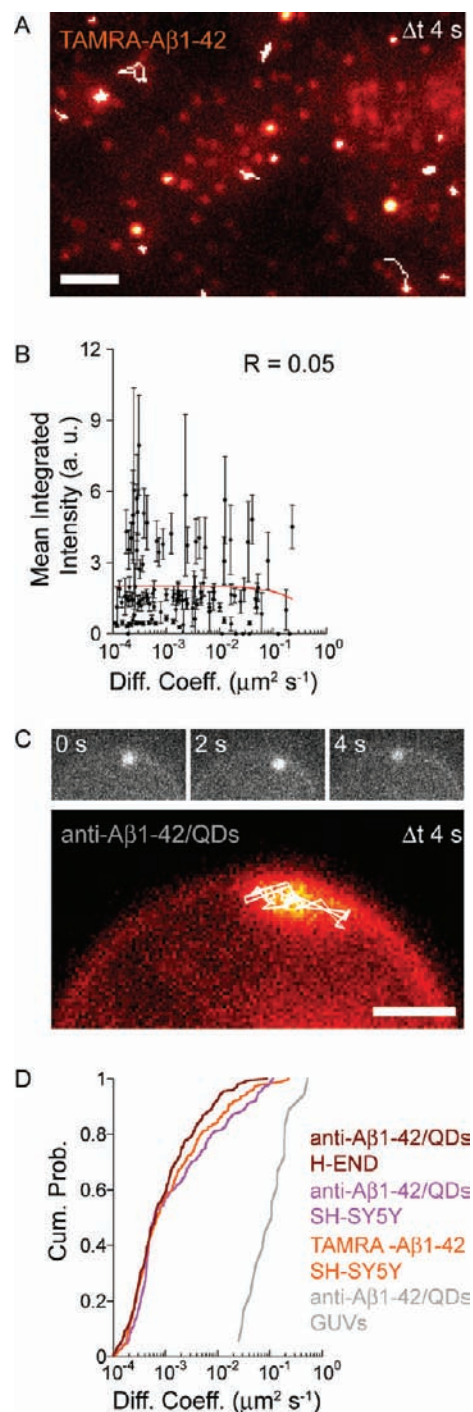 A
TAMRA-Aβ1-42
Δt 4 s
B
R = 0.05
12
9
6
3
0
Mean Integrated
Intensity (a. u.)
10⁻⁴ 10⁻³ 10⁻² 10⁻¹ 10⁰
Diff. Coeff. (μm² s⁻¹)
C
0 s
2 s
4 s
anti-Aβ1-42/QDs
Δt 4 s
D
1
0.8
0.6
0.4
0.2
0
Cum. Prob.
10⁻⁴ 10⁻³ 10⁻² 10⁻¹ 10⁰
Diff. Coeff. (μm² s⁻¹)
anti-Aβ1-42/QDs
H-END
anti-Aβ1-42/QDs
SH-SY5Y
TAMRA -Aβ1-42
SH-SY5Y
anti-Aβ1-42/QDs
GUVs